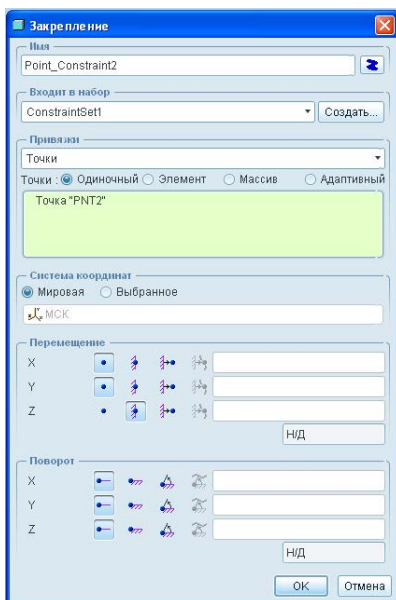 Закрепление
Имя
Point_Constraint2
Входит в набор
ConstraintSet1
Создать...
Привязки
Точки
Точки : Одиночный Элемент Массив Адаптивный
Точка "PNT2"
Система координат
Мировая Выбранное
МСК
Перемещение
X
Y
Z
Н/Д
Поворот
X
Y
Z
Н/Д
OK Отмена